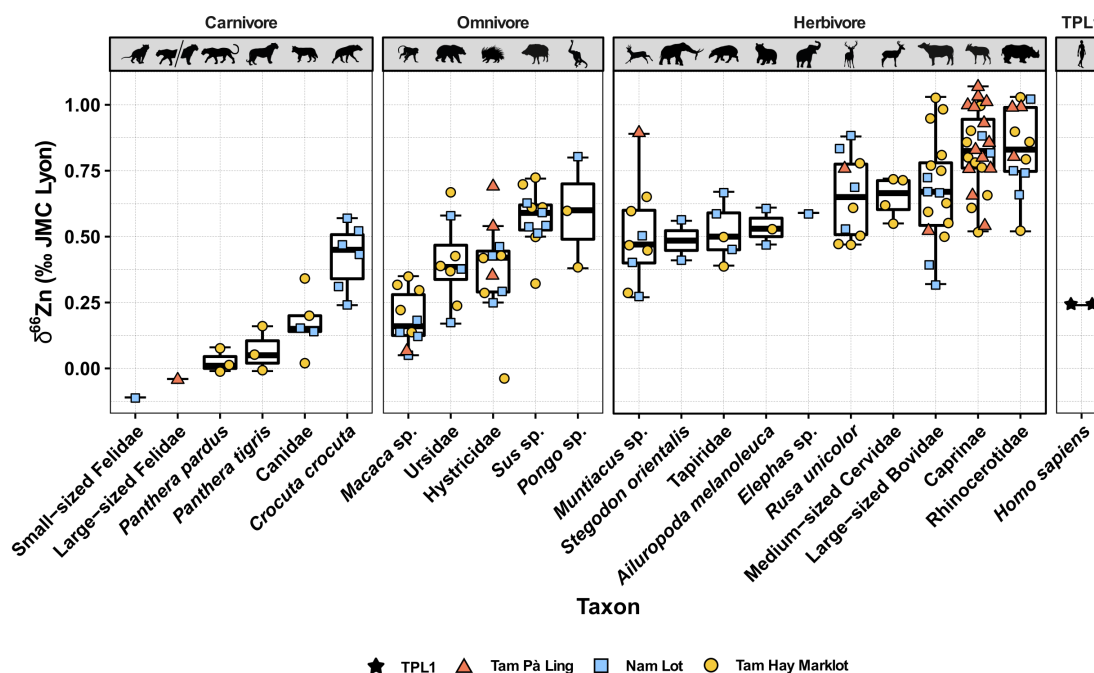 Carnivore Omnivore Herbivore TPL1
1.00
0.75
0.50
0.25
0.00
δ⁶⁶Zn (‰ JMC Lyon)
Small−sized Felidae
Large−sized Felidae
Panthera pardus
Panthera tigris
Canidae
Crocuta crocuta
Macaca sp.
Ursidae
Hystricidae
Sus sp.
Pongo sp.
Muntiacus sp.
Stegodon orientalis
Tapiridae
Ailuropoda melanoleuca
Elephas sp.
Rusa unicolor
Medium−sized Cervidae
Large−sized Bovidae
Caprinae
Rhinocerotidae
Homo sapiens
Taxon
TPL1 Tam Pà Ling Nam Lot Tam Hay Marklot